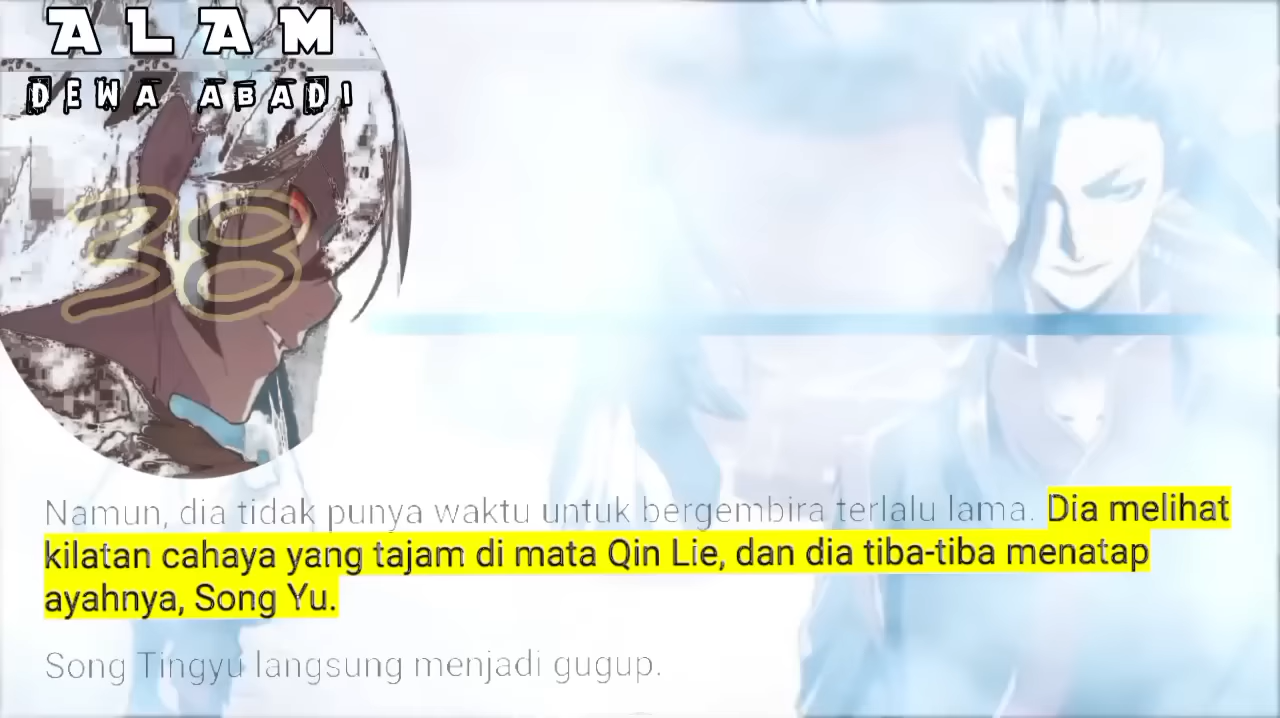 ALAM
DEWA ABADI
38
Namun, dia tidak punya waktu untuk bergembira terlalu lama. Dia melihat
kilatan cahaya yang tajam di mata Qin Lie, dan dia tiba-tiba menatap
ayahnya, Song Yu.
Song Tingyu langsung menjadi gugup.